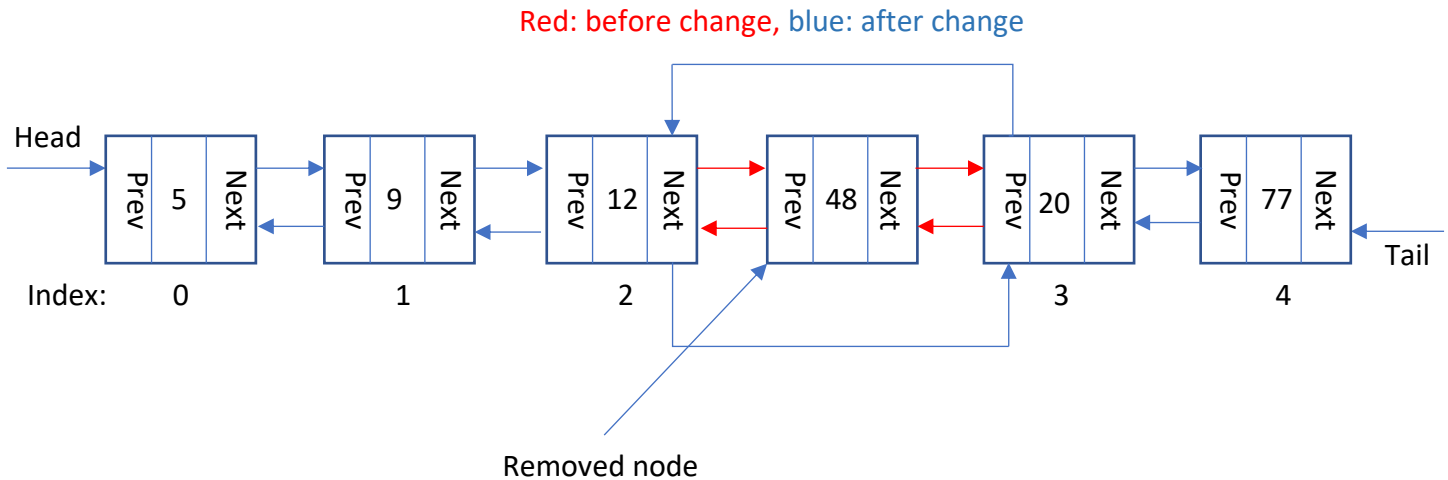 Red: before change, blue: after change
Head
Prev 5 Next Prev 9 Next Prev 12 Next Prev 48 Next Prev 20 Next Prev 77 Next
Tail
Index: 0 1 2 3 4
Removed node